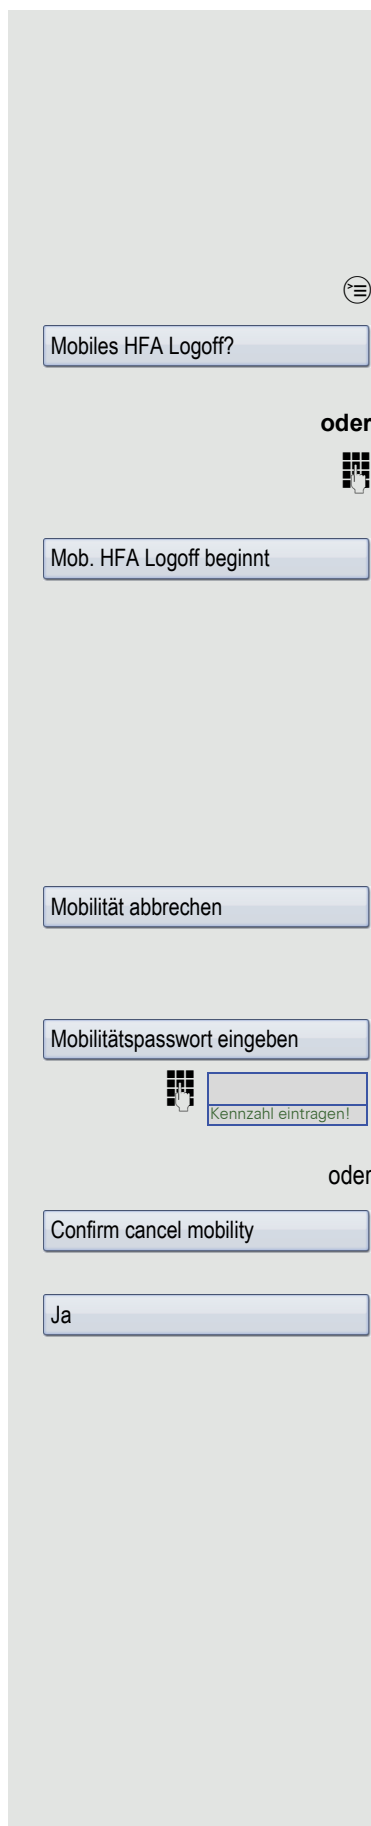 Mobiles HFA Logoff?
oder
Mob. HFA Logoff beginnt
Mobilität abbrechen
Mobilitätspasswort eingeben
Kennzahl eintragen!
oder
Confirm cancel mobility
Ja